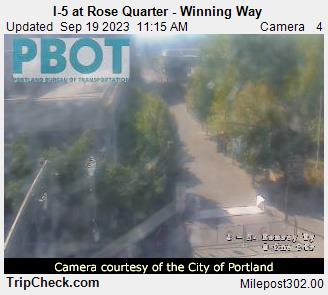 I-5 at Rose Quarter - Winning Way
Updated Sep 19 2023 11:15 AM Camera 4
PBOT
PORTLAND BUREAU OF TRANSPORTATION
Camera courtesy of the City of Portland
TripCheck.com Milepost302.00